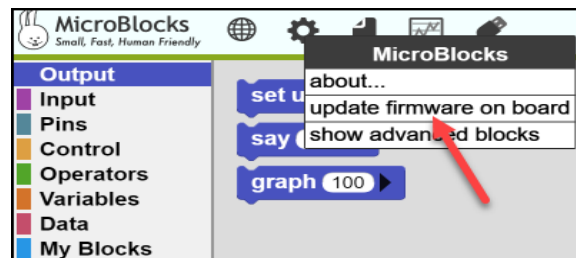 MicroBlocks
Small, Fast, Human Friendly
MicroBlocks
about...
update firmware on board
show advanced blocks
Output
Input
Pins
Control
Operators
Variables
Data
My Blocks
set u
say
graph 100